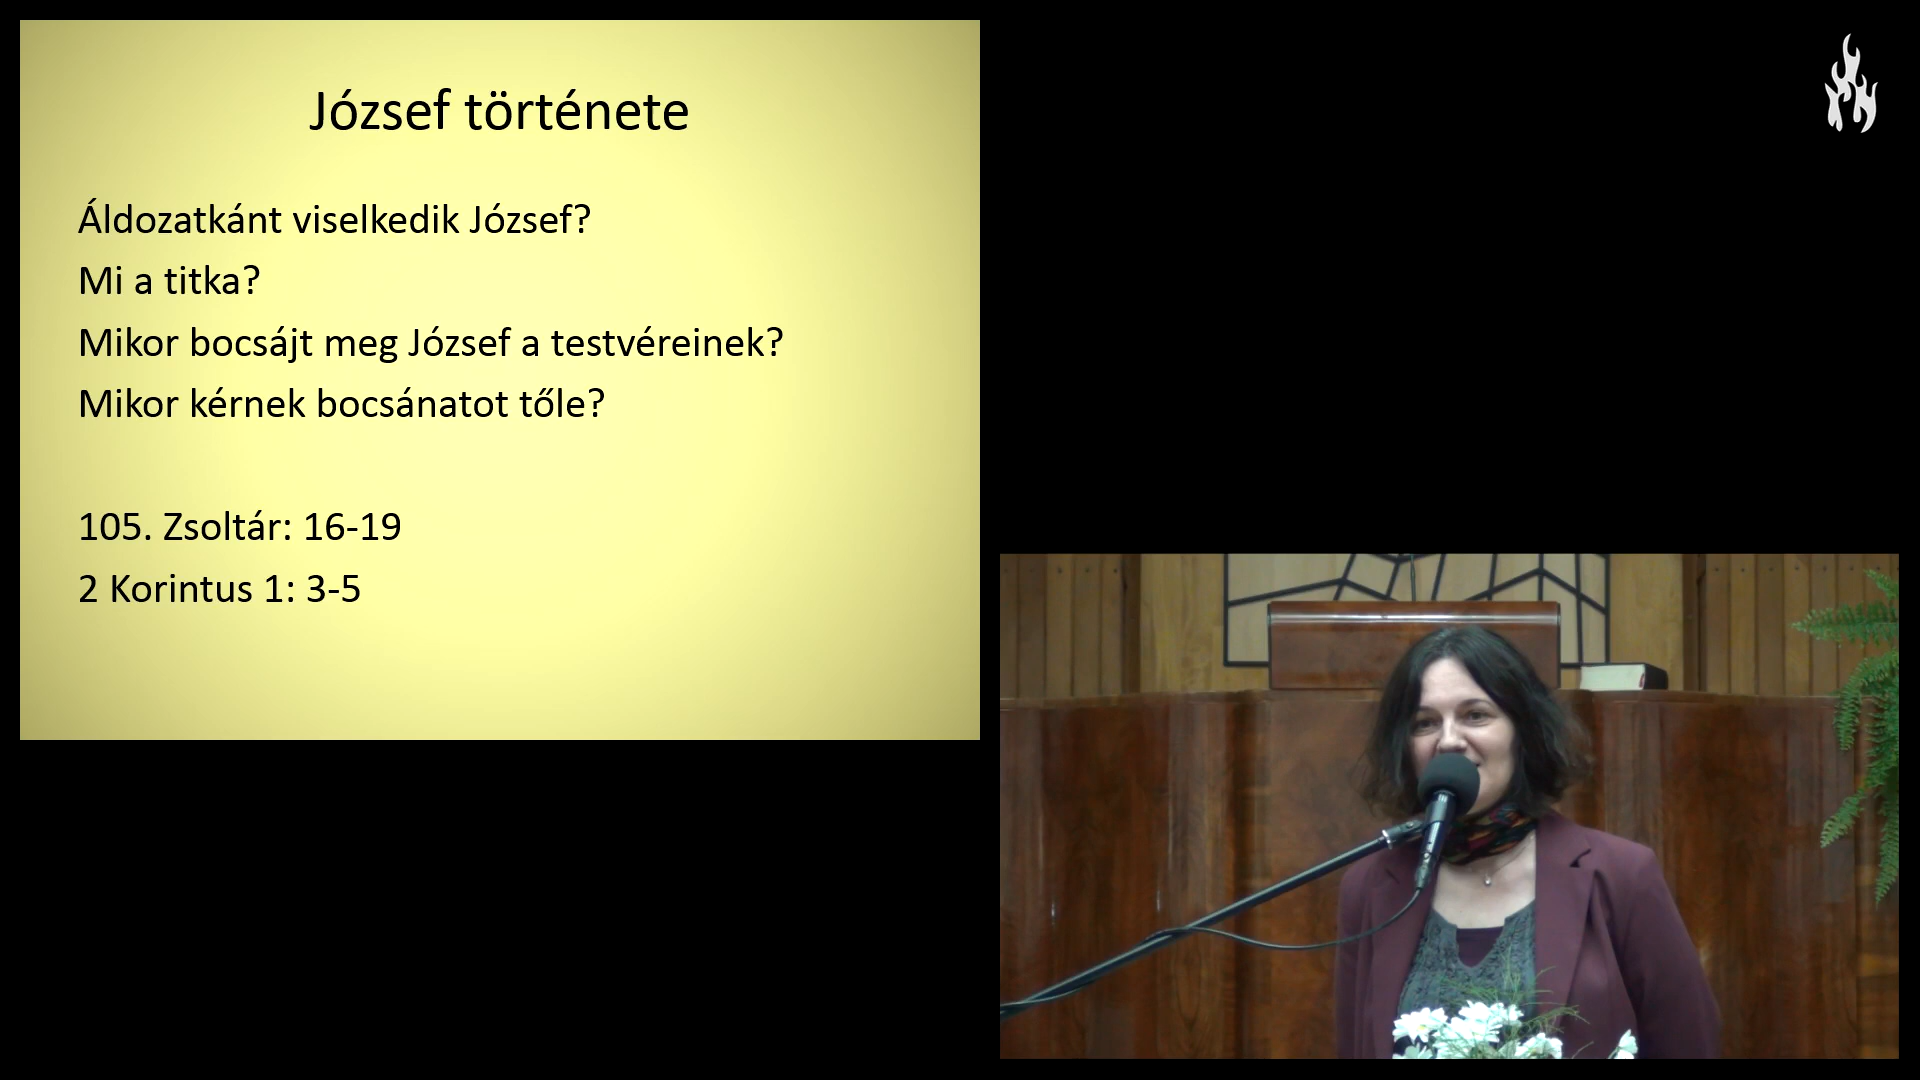 József története
Áldozatkánt viselkedik József?
Mi a titka?
Mikor bocsájt meg József a testvéreinek?
Mikor kérnek bocsánatot tőle?
105. Zsoltár: 16-19
2 Korintus 1: 3-5